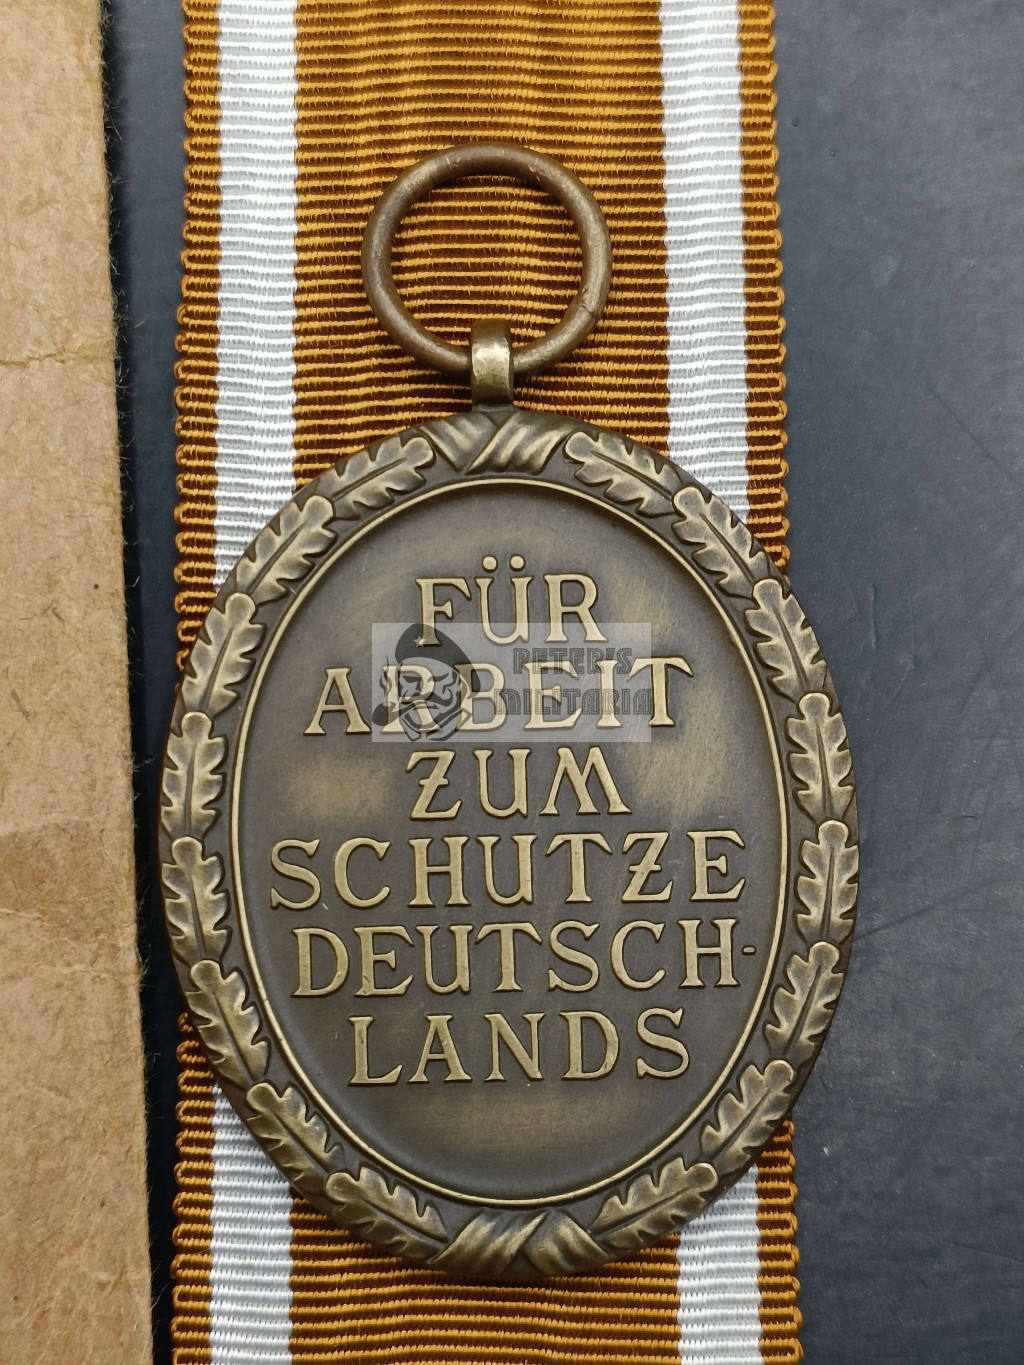 FÜR
ARBEIT
ZUM
SCHUTZE
DEUTSCH-
LANDS
PETER'S
MILITARIA